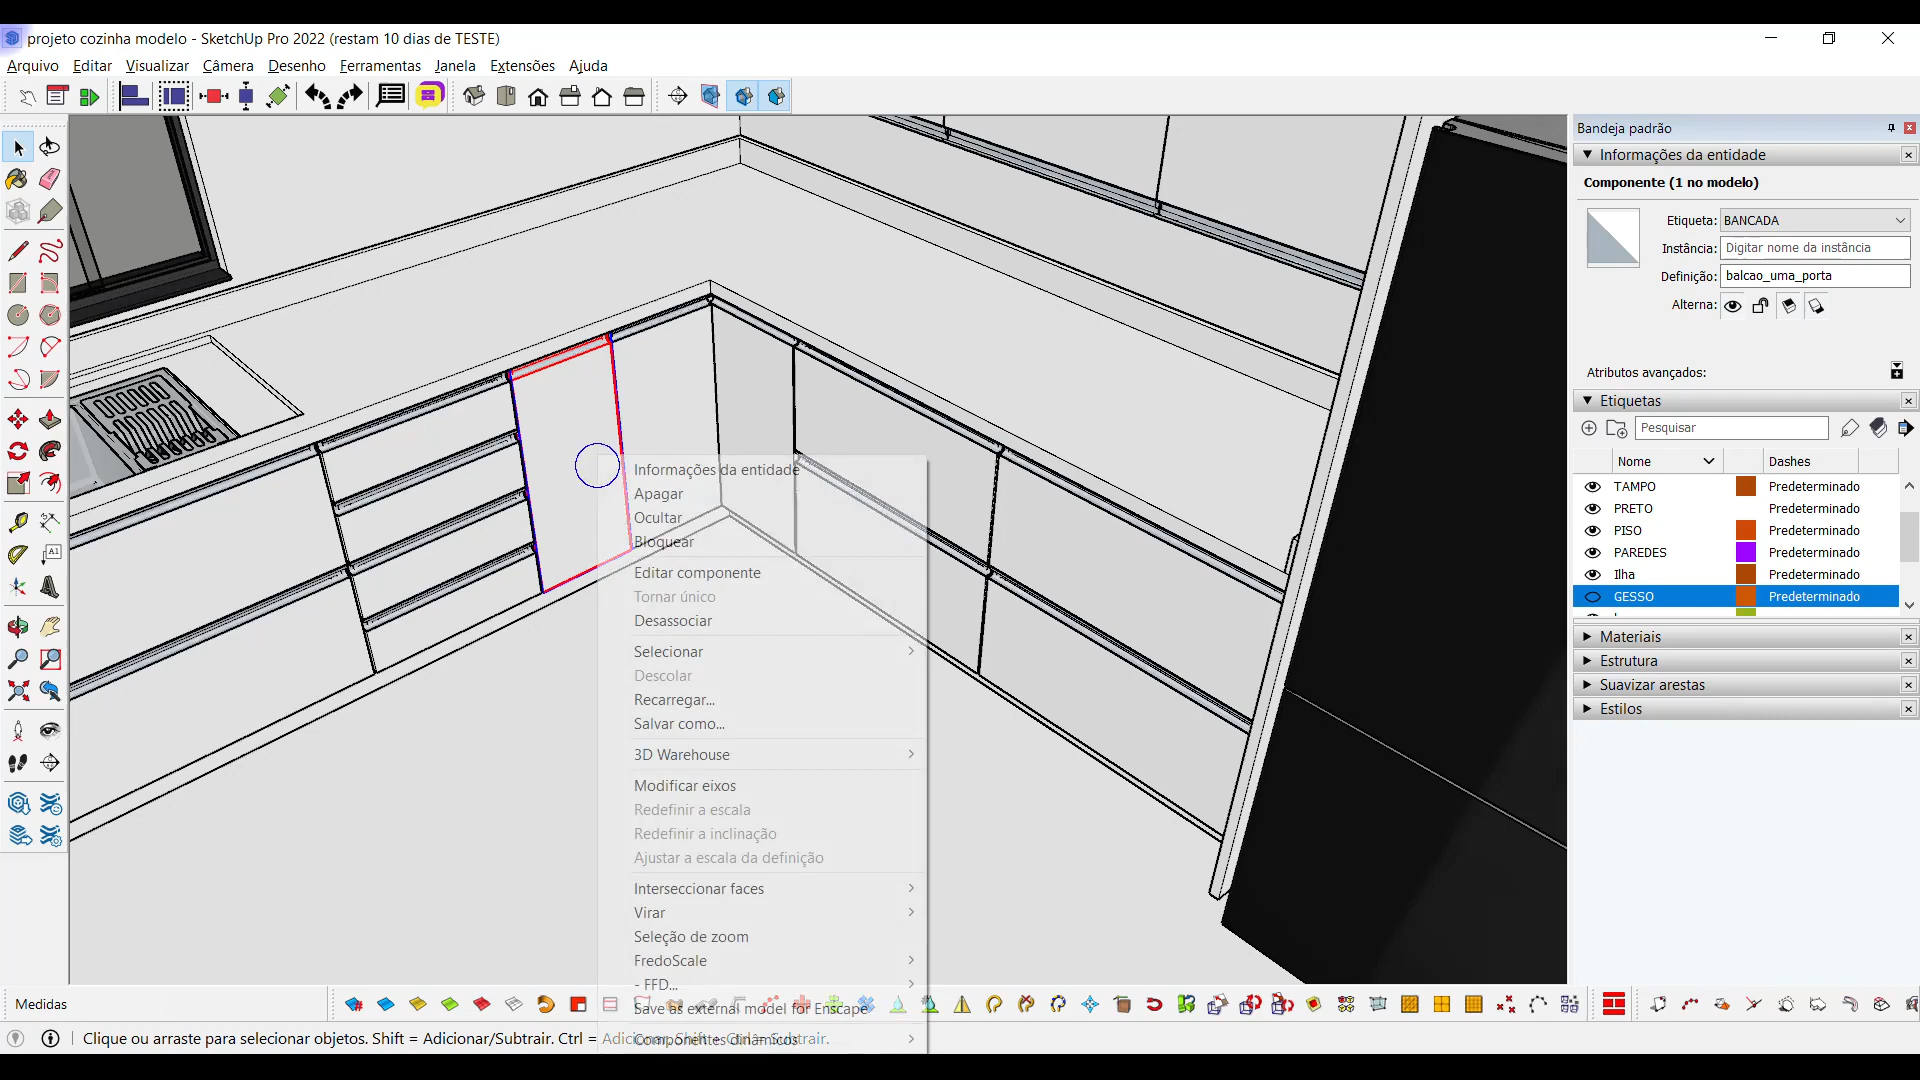 projeto cozinha modelo - SketchUp Pro 2022 (restam 10 dias de TESTE)
Arquivo Editar Visualizar Câmera Desenho Ferramentas Janela Extensões Ajuda
Bandeja padrão
Informações da entidade
Componente (1 no modelo)
Etiqueta: BANCADA
Instância: Digitar nome da instância
Definição: balcao_uma_porta
Alterna:
Atributos avançados:
Etiquetas
Pesquisar
Nome Dashes
TAMPO Predeterminado
PRETO Predeterminado
PISO Predeterminado
PAREDES Predeterminado
Ilha Predeterminado
GESSO Predeterminado
Materiais
Estrutura
Suavizar arestas
Estilos
Informações da entidade
Apagar
Ocultar
Bloquear
Editar componente
Tornar único
Desassociar
Selecionar
Descolar
Recarregar...
Salvar como...
3D Warehouse
Modificar eixos
Redefinir a escala
Redefinir a inclinação
Ajustar a escala da definição
Interseccionar faces
Virar
Seleção de zoom
FredoScale
- FFD...
Save as external model for Enscape
Componentes dinâmicos
A1
Medidas
Clique ou arraste para selecionar objetos. Shift = Adicionar/Subtrair. Ctrl = Adicionar. Shift + Ctrl = Subtrair.